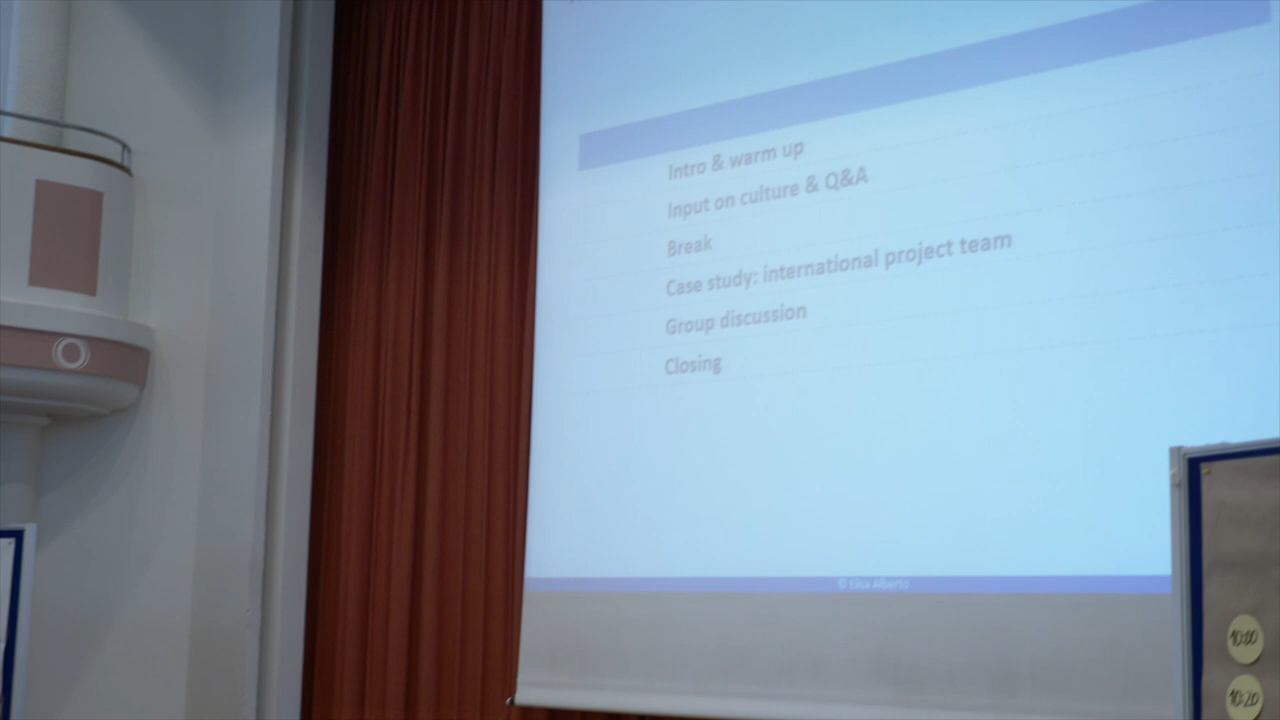 Intro & warm up
Input on culture & Q&A
Break
Case study: international project team
Group discussion
Closing
© Elisa Alberto
10:00
10:20